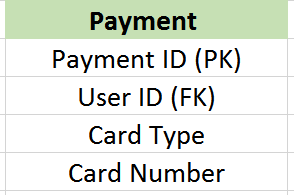 Payment
Payment ID (PK)
User ID (FK)
Card Type
Card Number